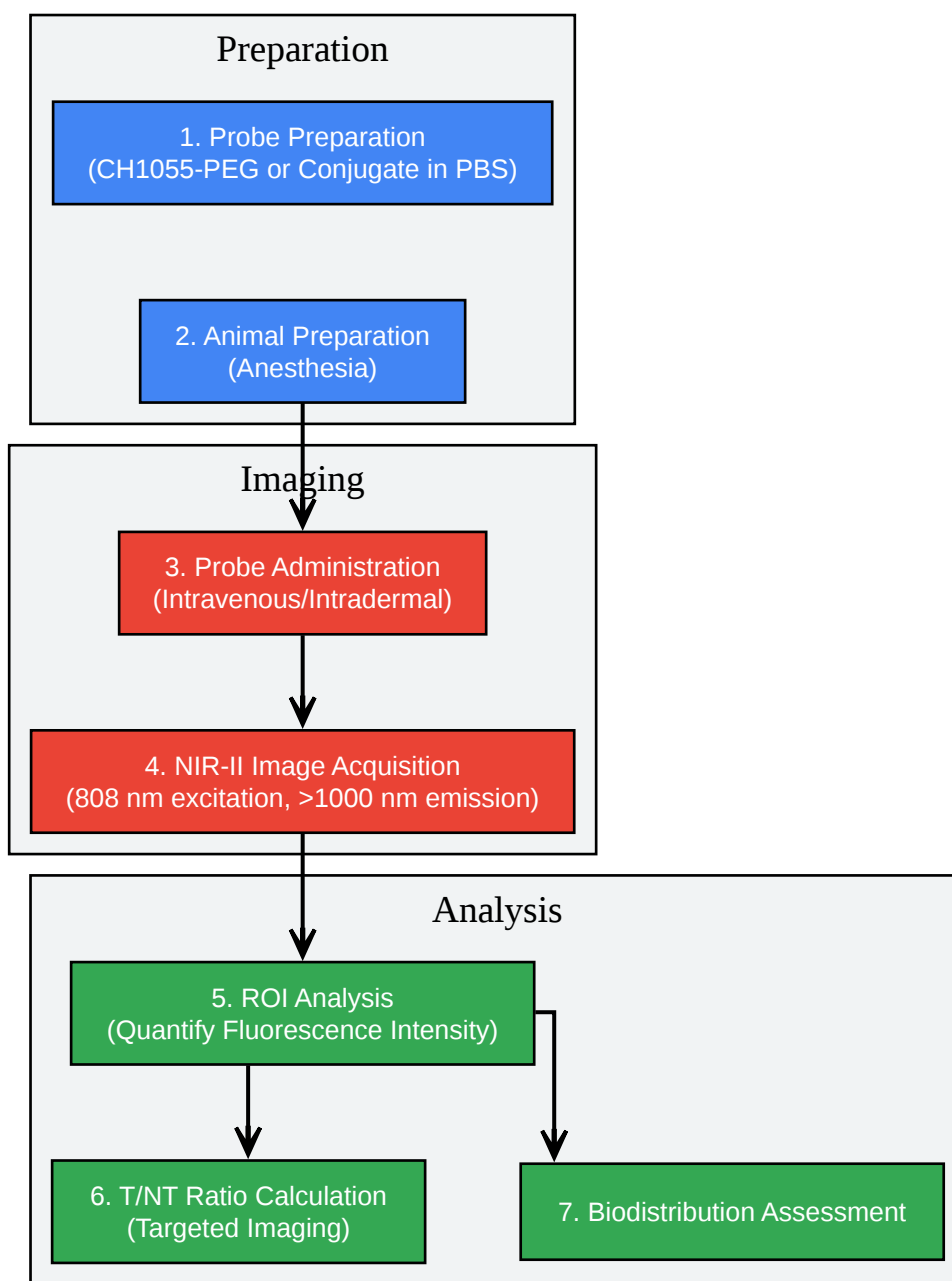 Preparation
1. Probe Preparation
(CH1055-PEG or Conjugate in PBS)
2. Animal Preparation
(Anesthesia)
Imaging
3. Probe Administration
(Intravenous/Intradermal)
4. NIR-II Image Acquisition
(808 nm excitation, >1000 nm emission)
Analysis
5. ROI Analysis
(Quantify Fluorescence Intensity)
6. T/NT Ratio Calculation
(Targeted Imaging)
7. Biodistribution Assessment